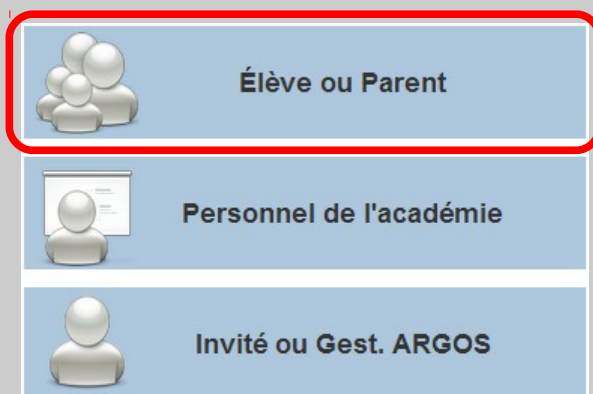 Élève ou Parent
Personnel de l'académie
Invité ou Gest. ARGOS